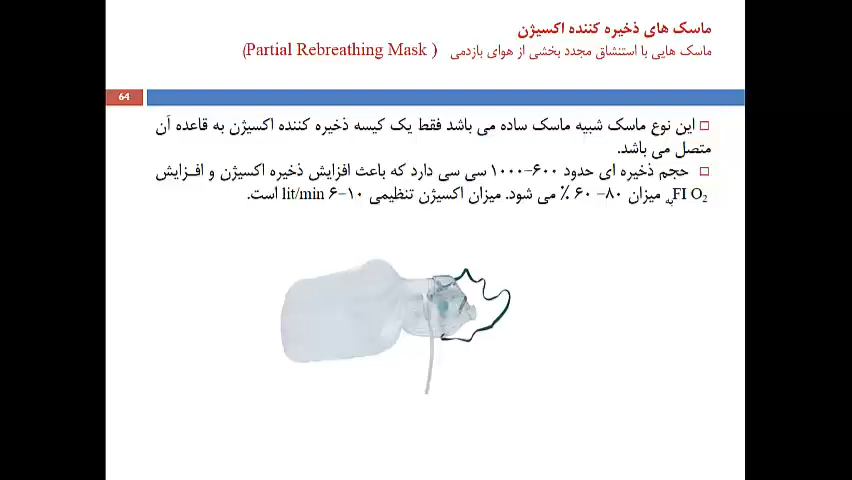 ماسک های ذخیره کننده اکسیژن
ماسک هایی با استنشاق مجدد بخشی از هوای بازدمی ( Partial Rebreathing Mask)
64
این نوع ماسک شبیه ماسک ساده می باشد فقط یک کیسه ذخیره کننده اکسیژن به قاعده آن
متصل می باشد.
حجم ذخیره ای حدود ۶۰۰-۱۰۰۰ سی سی دارد که باعث افزایش ذخیره اکسیژن و افـزایش
FI O₂ به میزان ۸۰- ۶۰ ٪ می شود. میزان اکسیژن تنظیمی ۱۰-۶ lit/min است.